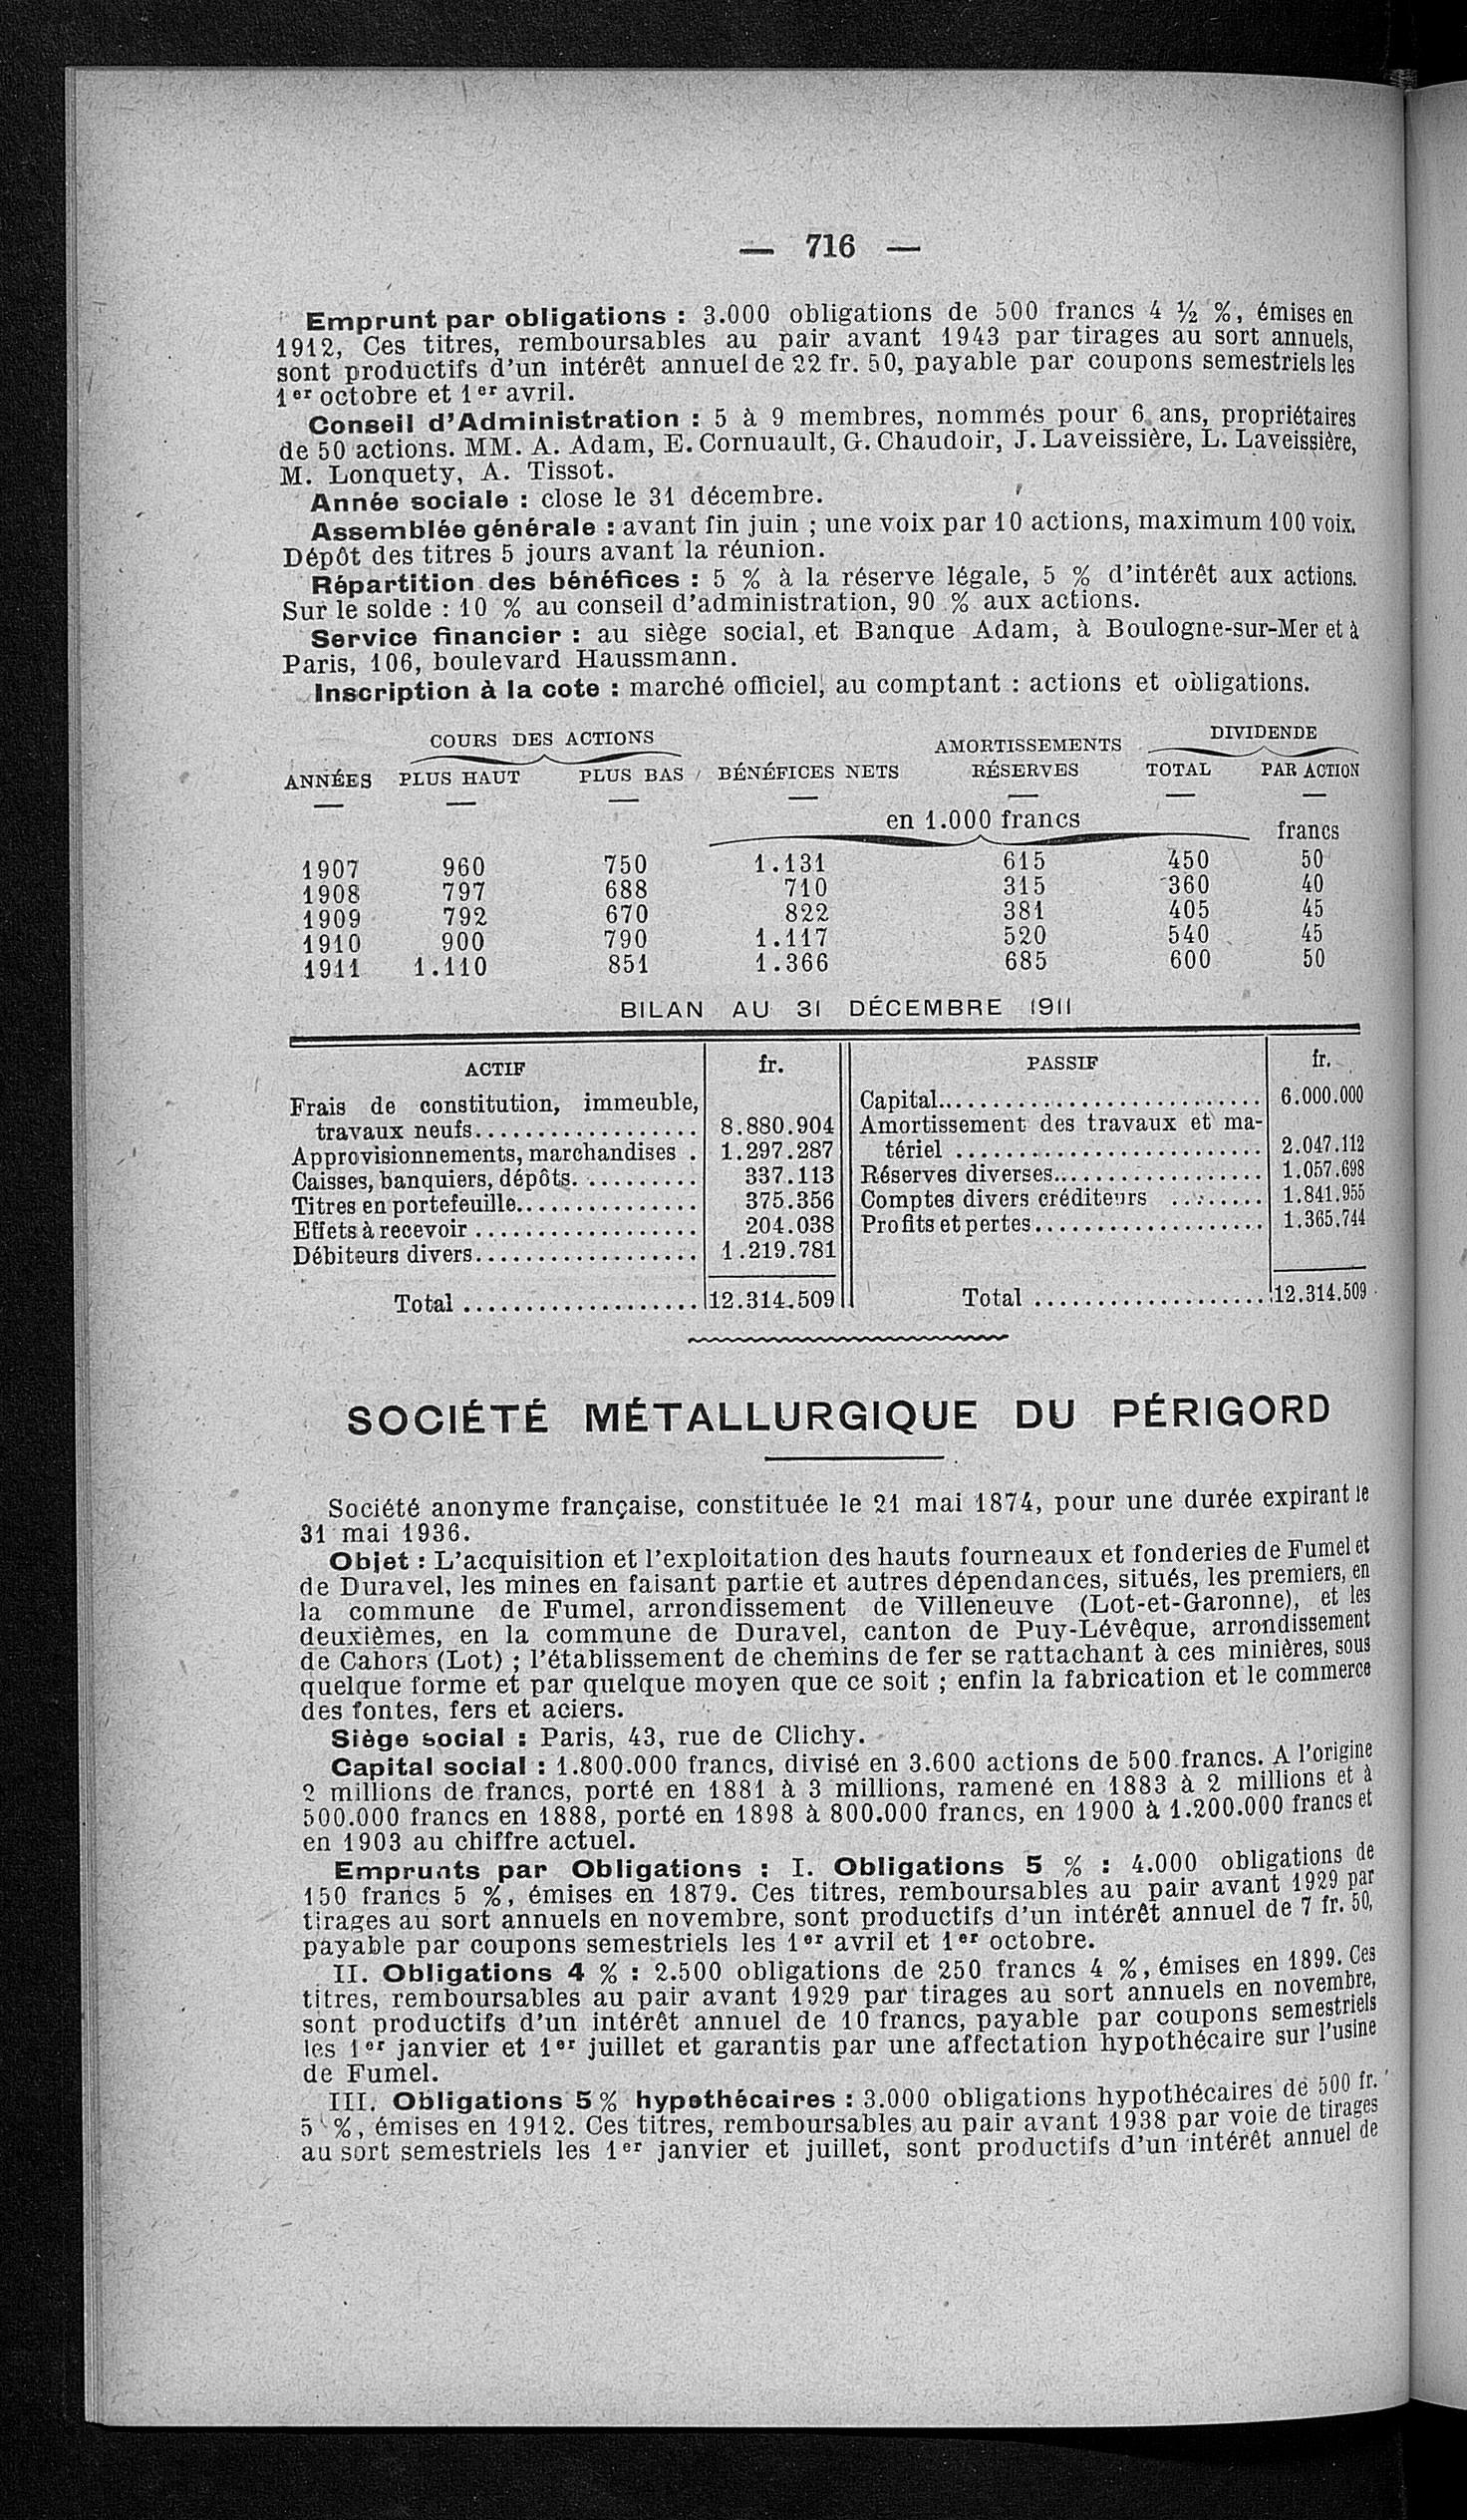 — 716 —
Emprunt par obligations : 3.000 obligations de 500 francs 4 ½ %, émises en
1912, Ces titres, remboursables au pair avant 1943 par tirages au sort annuels,
sont productifs d'un intérêt annuel de 22 fr. 50, payable par coupons semestriels les
1er octobre et 1er avril.
Conseil d'Administration : 5 à 9 membres, nommés pour 6 ans, propriétaires
de 50 actions. MM. A. Adam, E. Cornuault, G. Chaudoir, J. Laveissière, L. Laveissière,
M. Lonquety, A. Tissot.
Année sociale : close le 31 décembre.
Assemblée générale : avant fin juin ; une voix par 10 actions, maximum 100 voix.
Dépôt des titres 5 jours avant la réunion.
Répartition des bénéfices : 5 % à la réserve légale, 5 % d'intérêt aux actions.
Sur le solde : 10 % au conseil d'administration, 90 % aux actions.
Service financier : au siège social, et Banque Adam, à Boulogne-sur-Mer et à
Paris, 106, boulevard Haussmann.
Inscription à la cote : marché officiel, au comptant : actions et obligations.
COURS DES ACTIONS AMORTISSEMENTS DIVIDENDE
ANNÉES PLUS HAUT PLUS BAS BÉNÉFICES NETS RÉSERVES TOTAL PAR ACTION
— — — — — — —
en 1.000 francs francs
1907 960 750 1.131 615 450 50
1908 797 688 710 315 360 40
1909 792 670 822 381 405 45
1910 900 790 1.117 520 540 45
1911 1.110 851 1.366 685 600 50
BILAN AU 31 DÉCEMBRE 1911
ACTIF fr. PASSIF fr.
Frais de constitution, immeuble, Capital........................... 6.000.000
travaux neufs.................. 8.880.904 Amortissement des travaux et ma-
Approvisionnements, marchandises . 1.297.287 tériel ......................... 2.047.112
Caisses, banquiers, dépôts. .......... 337.113 Réserves diverses.................. 1.057.698
Titres en portefeuille............... 375.356 Comptes divers créditeurs ........ 1.841.955
Effets à recevoir .................. 204.038 Profits et pertes................... 1.365.744
Débiteurs divers................... 1.219.781
Total ................... 12.314.509 Total ................... 12.314.509
SOCIÉTÉ MÉTALLURGIQUE DU PÉRIGORD
Société anonyme française, constituée le 21 mai 1874, pour une durée expirant le
31 mai 1936.
Objet : L'acquisition et l'exploitation des hauts fourneaux et fonderies de Fumel et
de Duravel, les mines en faisant partie et autres dépendances, situés, les premiers, en
la commune de Fumel, arrondissement de Villeneuve (Lot-et-Garonne), et les
deuxièmes, en la commune de Duravel, canton de Puy-Lévêque, arrondissement
de Cahors (Lot) ; l'établissement de chemins de fer se rattachant à ces minières, sous
quelque forme et par quelque moyen que ce soit ; enfin la fabrication et le commerce
des fontes, fers et aciers.
Siège social : Paris, 43, rue de Clichy.
Capital social : 1.800.000 francs, divisé en 3.600 actions de 500 francs. A l'origine
2 millions de francs, porté en 1881 à 3 millions, ramené en 1883 à 2 millions et à
500.000 francs en 1888, porté en 1898 à 800.000 francs, en 1900 à 1.200.000 francs et
en 1903 au chiffre actuel.
Emprunts par Obligations : I. Obligations 5 % : 4.000 obligations de
150 francs 5 %, émises en 1879. Ces titres, remboursables au pair avant 1929 par
tirages au sort annuels en novembre, sont productifs d'un intérêt annuel de 7 fr. 50,
payable par coupons semestriels les 1er avril et 1er octobre.
II. Obligations 4 % : 2.500 obligations de 250 francs 4 %, émises en 1899. Ces
titres, remboursables au pair avant 1929 par tirages au sort annuels en novembre,
sont productifs d'un intérêt annuel de 10 francs, payable par coupons semestriels
les 1er janvier et 1er juillet et garantis par une affectation hypothécaire sur l'usine
de Fumel.
III. Obligations 5 % hypothécaires : 3.000 obligations hypothécaires de 500 fr.
5 %, émises en 1912. Ces titres, remboursables au pair avant 1938 par voie de tirages
au sort semestriels les 1er janvier et juillet, sont productifs d'un intérêt annuel de